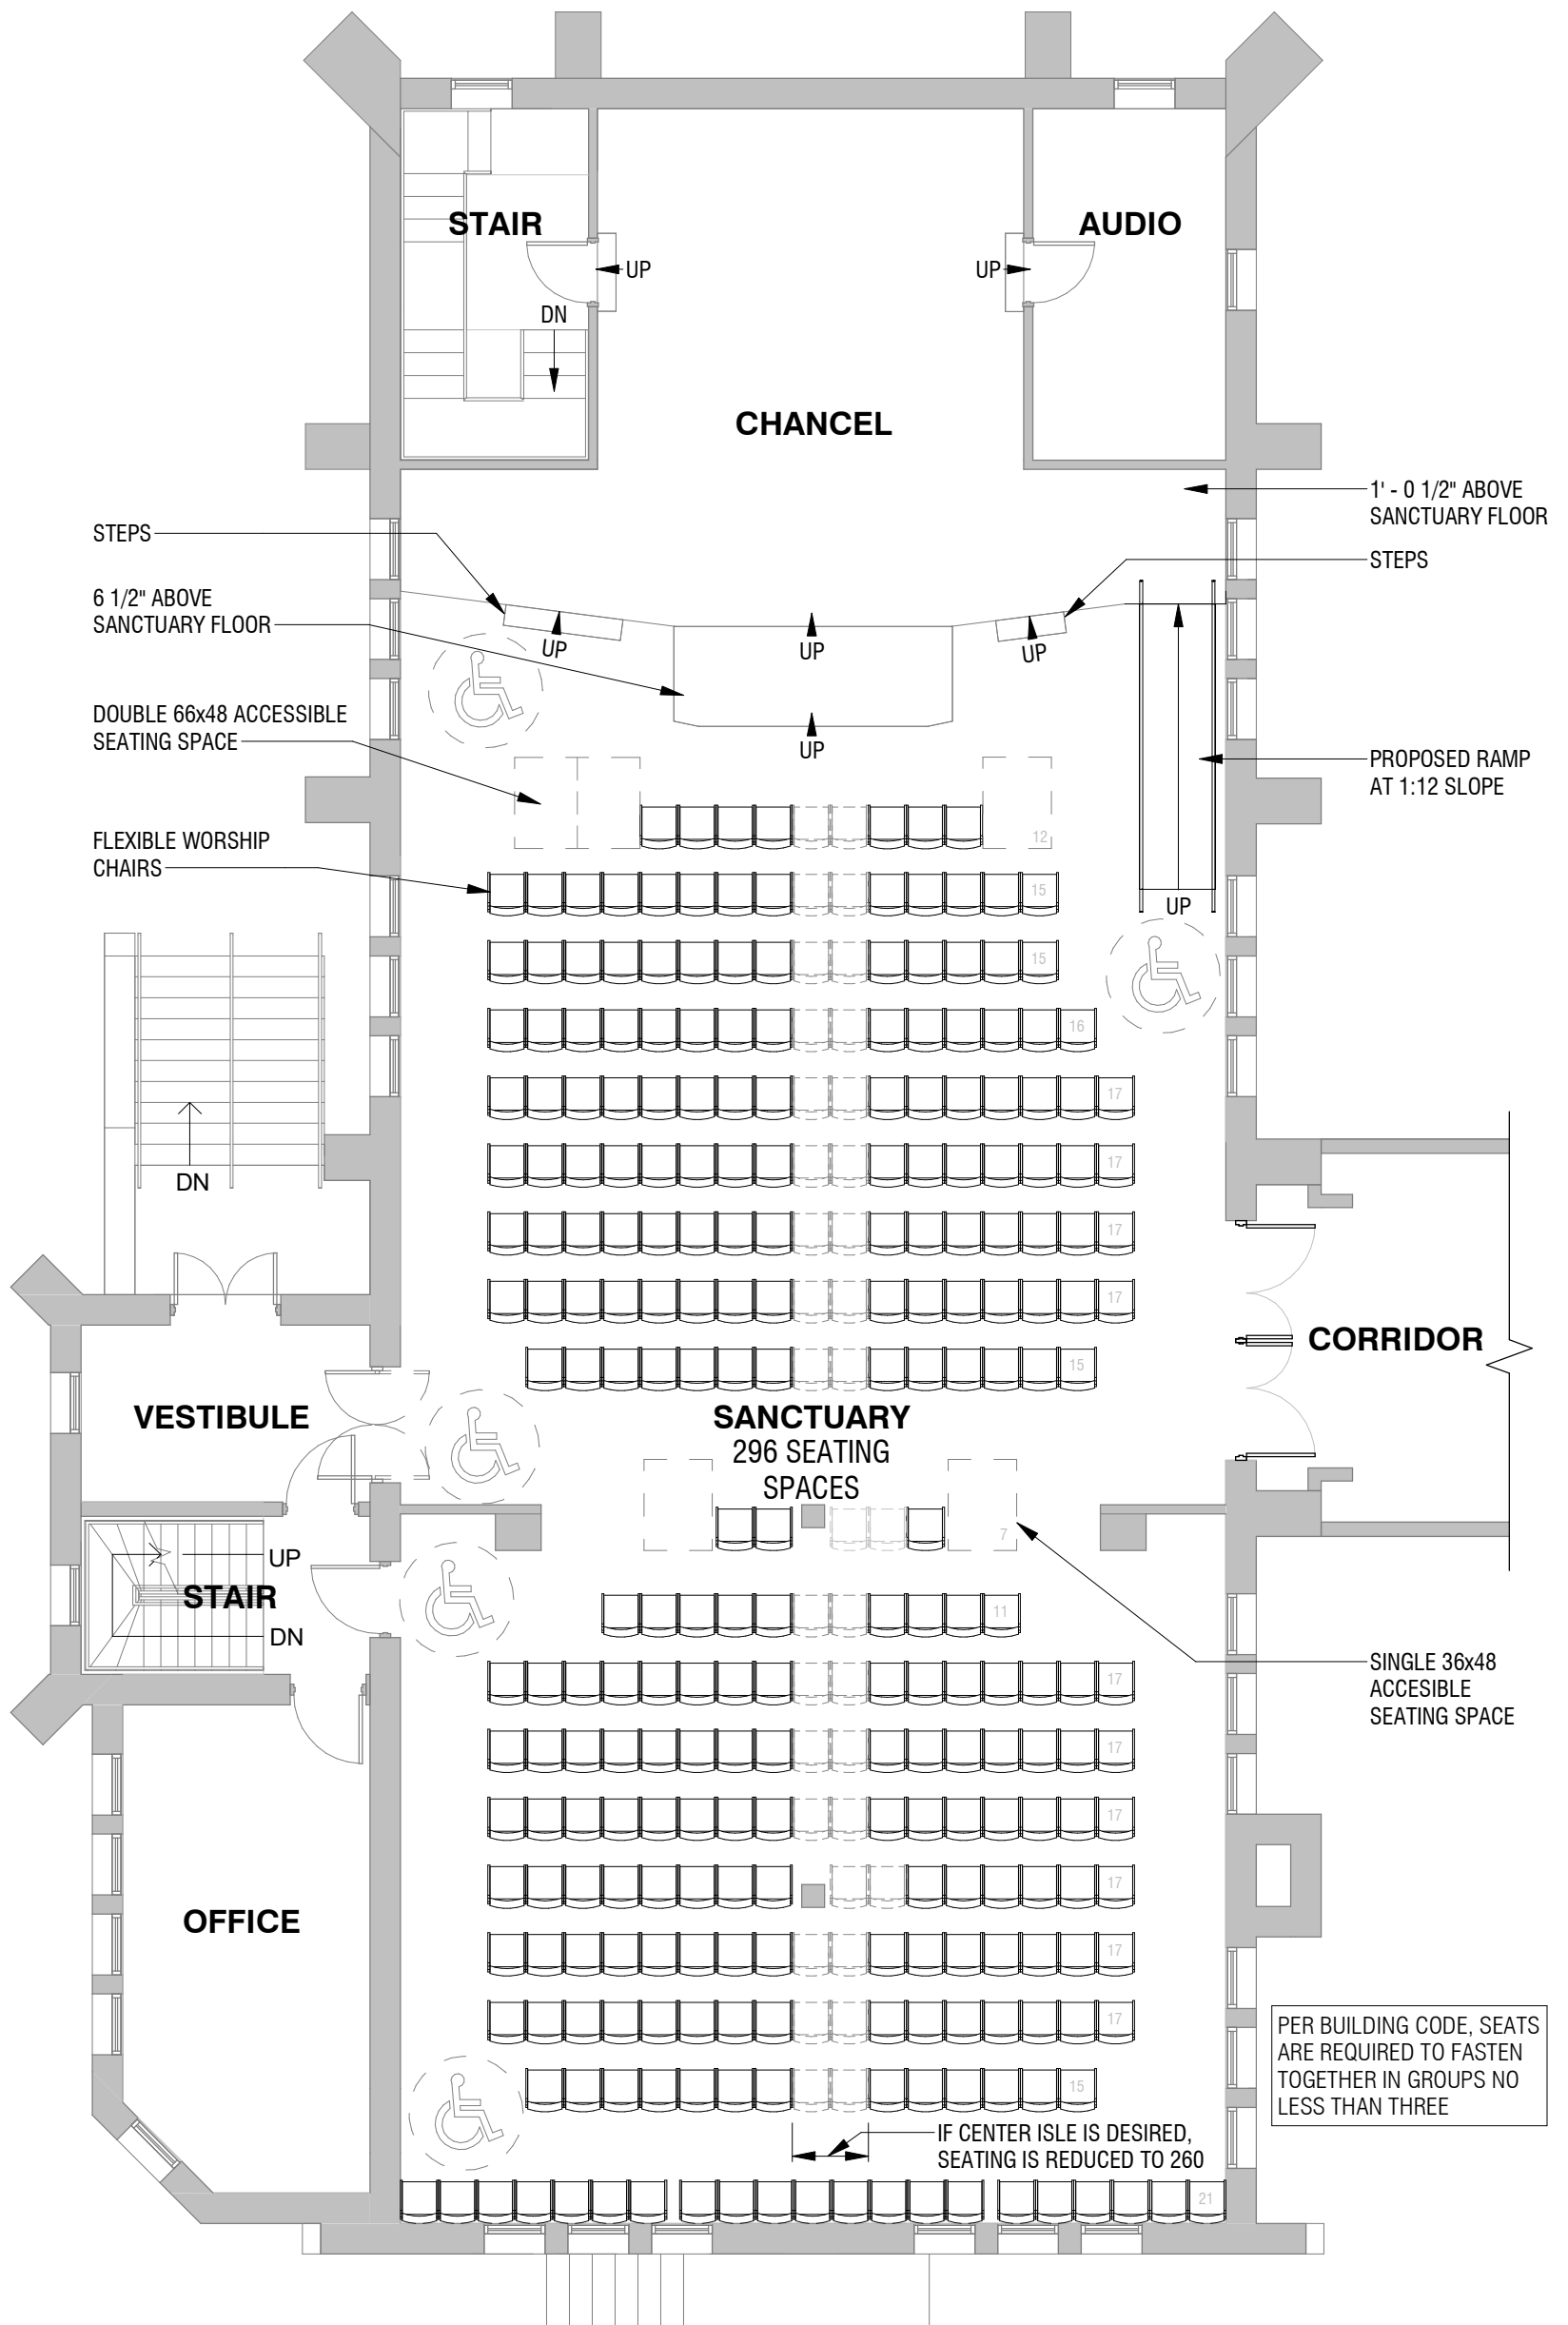 STAIR
AUDIO
UP
UP
DN
CHANCEL
1' - 0 1/2" ABOVE
SANCTUARY FLOOR
STEPS
STEPS
6 1/2" ABOVE
SANCTUARY FLOOR
UP
UP
UP
DOUBLE 66x48 ACCESSIBLE
SEATING SPACE
UP
PROPOSED RAMP
AT 1:12 SLOPE
12
FLEXIBLE WORSHIP
CHAIRS
15
UP
15
16
17
17
DN
17
17
CORRIDOR
15
VESTIBULE
SANCTUARY
296 SEATING
SPACES
7
UP
STAIR
DN
11
SINGLE 36x48
ACCESIBLE
SEATING SPACE
17
17
17
17
OFFICE
17
17
PER BUILDING CODE, SEATS
ARE REQUIRED TO FASTEN
TOGETHER IN GROUPS NO
LESS THAN THREE
15
IF CENTER ISLE IS DESIRED,
SEATING IS REDUCED TO 260
21